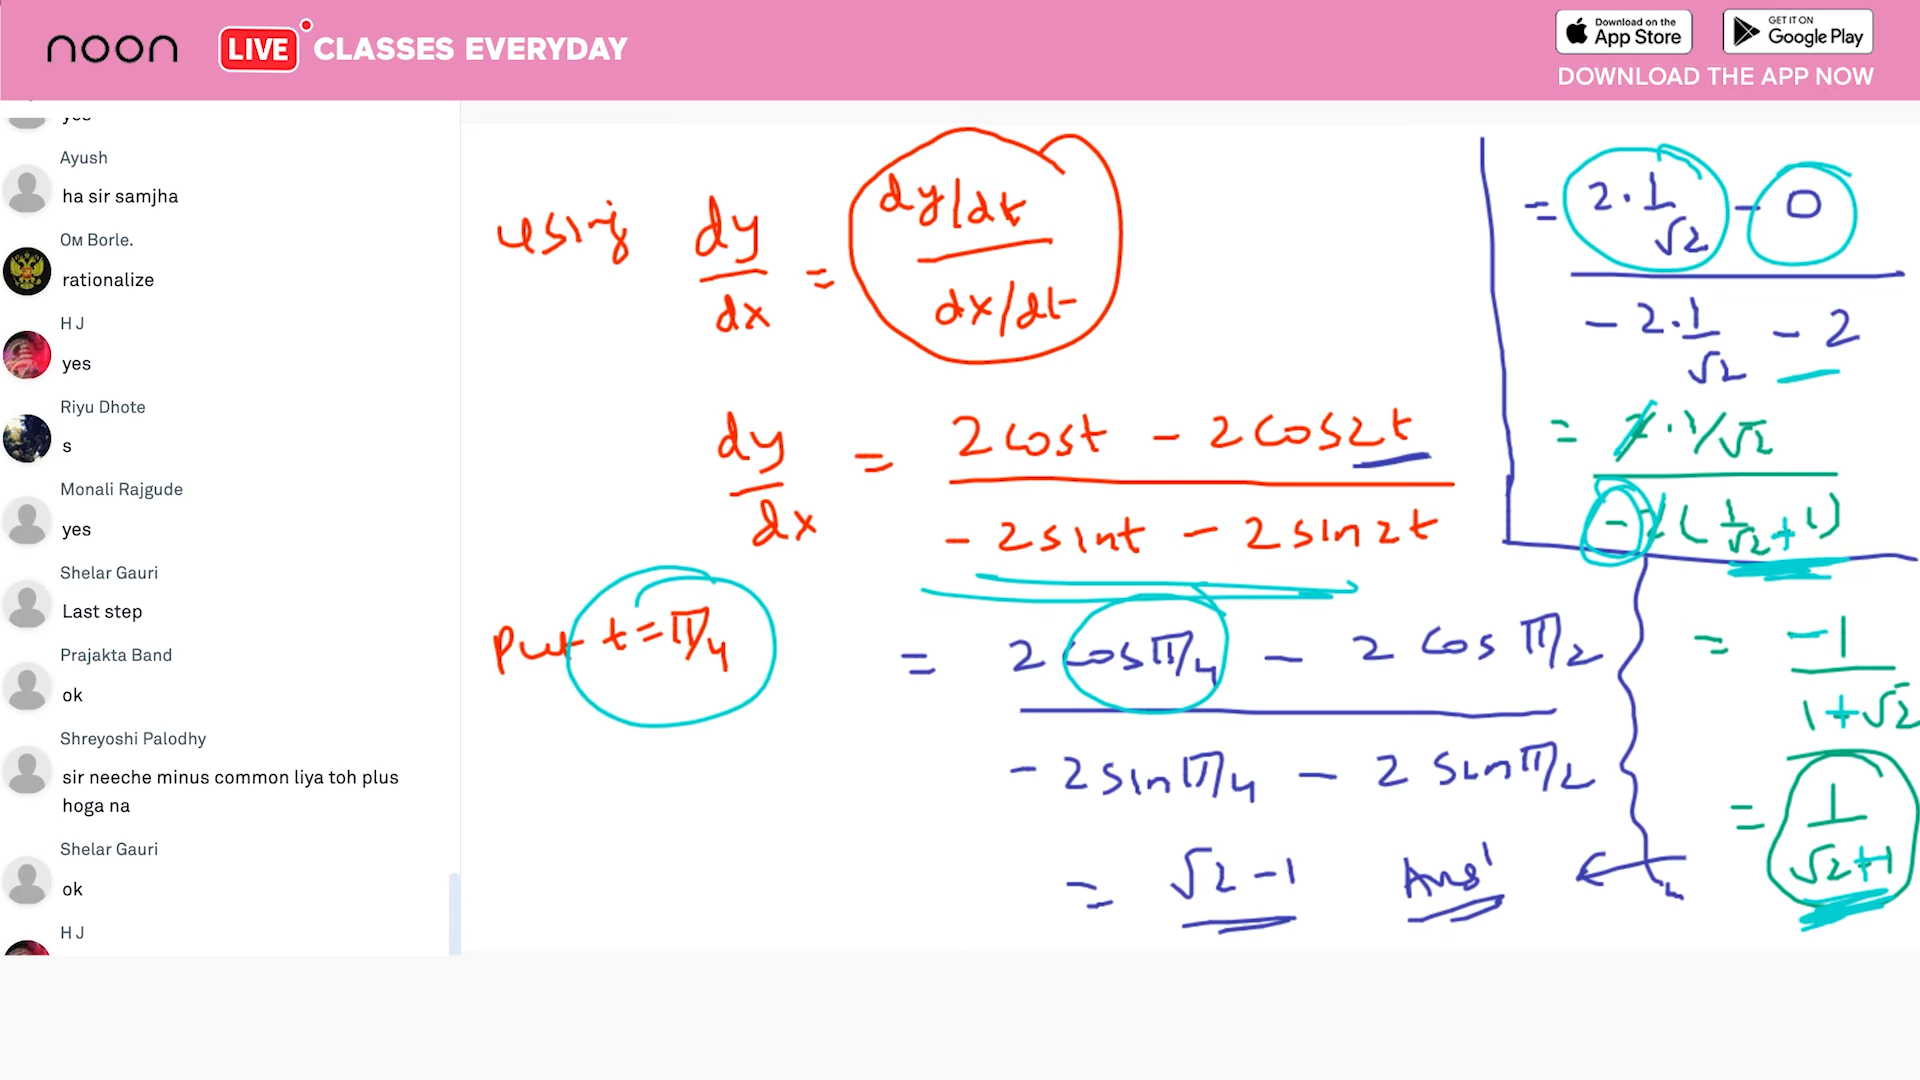 noon LIVE CLASSES EVERYDAY
Download on the App Store
GET IT ON Google Play
DOWNLOAD THE APP NOW
yes
Ayush
ha sir samjha
Oм Borle.
rationalize
H J
yes
Riyu Dhote
s
Monali Rajgude
yes
Shelar Gauri
Last step
Prajakta Band
ok
Shreyoshi Palodhy
sir neeche minus common liya toh plus
hoga na
Shelar Gauri
ok
H J
using dy/dx = (dy/dt)/(dx/dt)
dy/dx = (2cost - 2cos2t)/(-2sint - 2sin2t)
Put t = π/4
= (2cosπ/4 - 2cosπ/2)/(-2sinπ/4 - 2sinπ/2)
= √2 - 1 Ans'
= (2·1/√2 - 0)/(-2·1/√2 - 2)
= (2·1/√2)/(-2(1/√2 + 1))
= -1/(1+√2)
= 1/(√2+1)